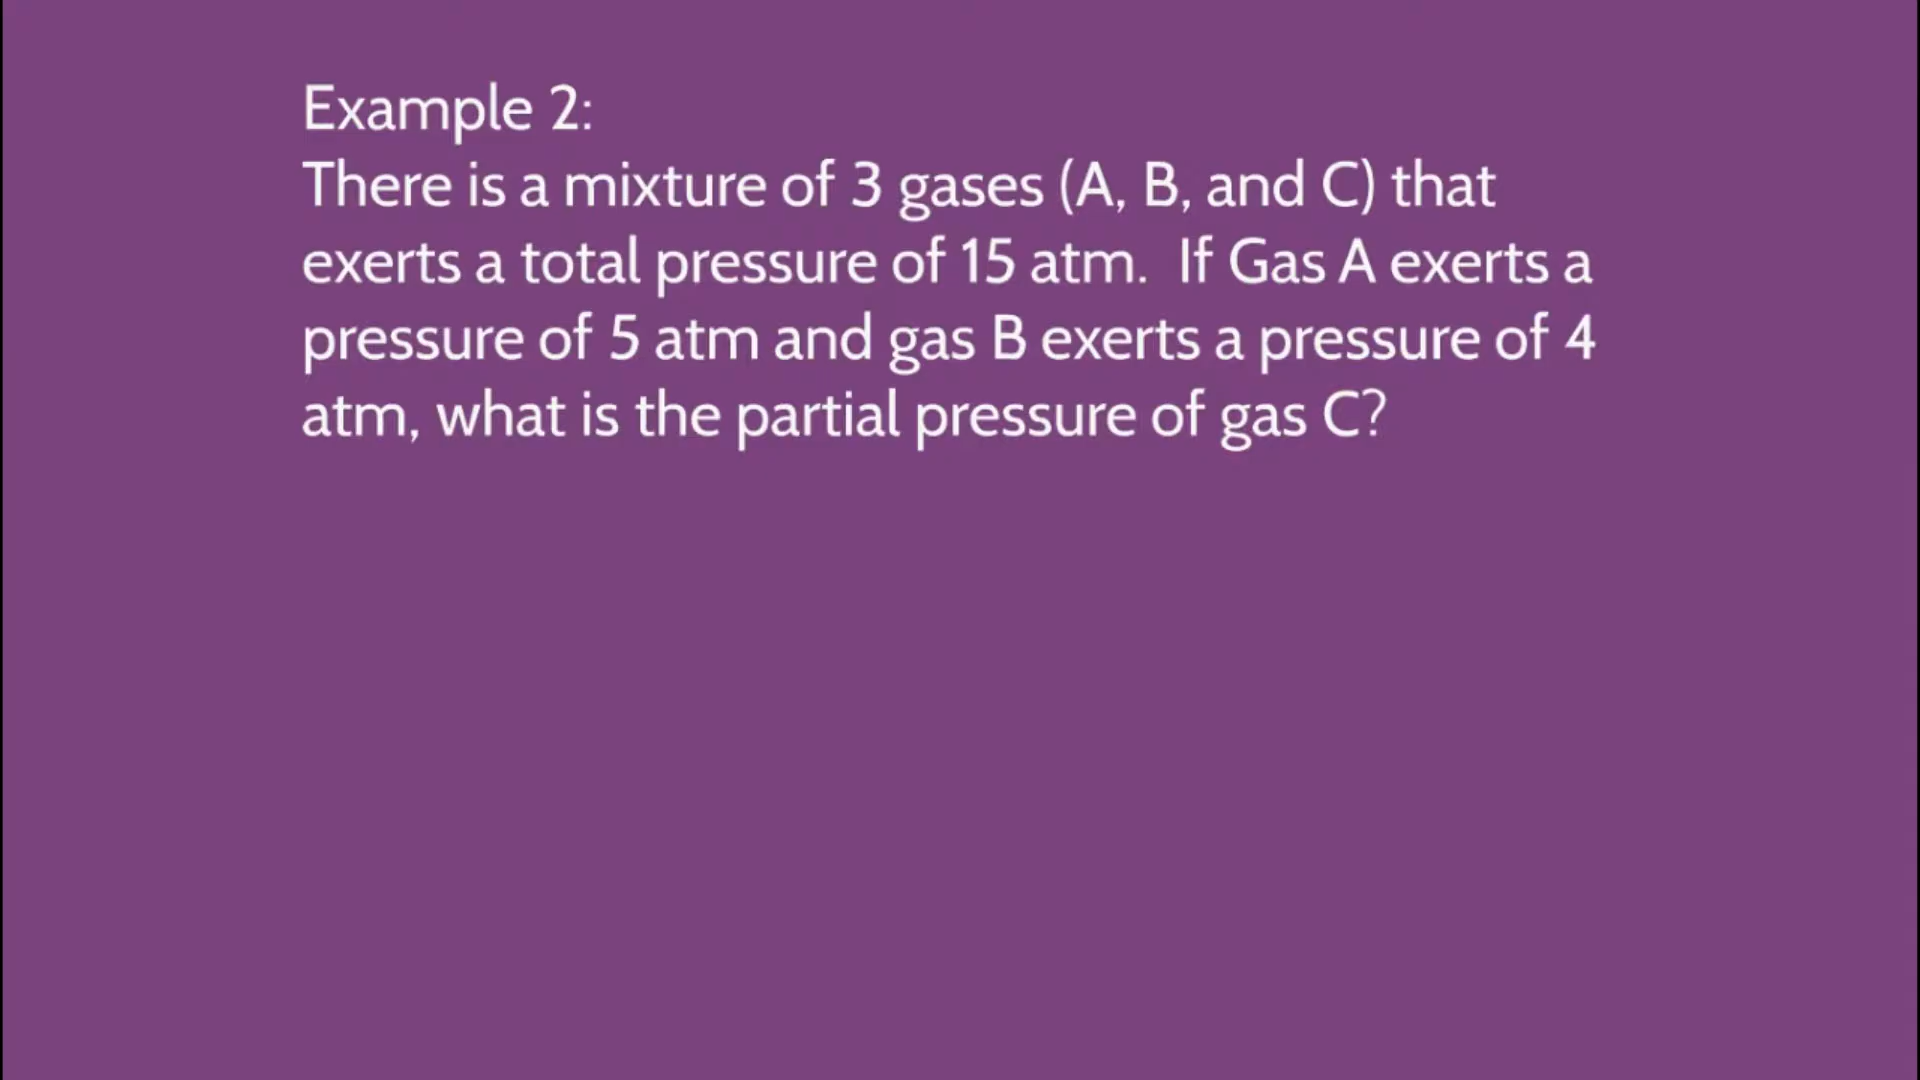 Example 2:
There is a mixture of 3 gases (A, B, and C) that
exerts a total pressure of 15 atm.  If Gas A exerts a
pressure of 5 atm and gas B exerts a pressure of 4
atm, what is the partial pressure of gas C?